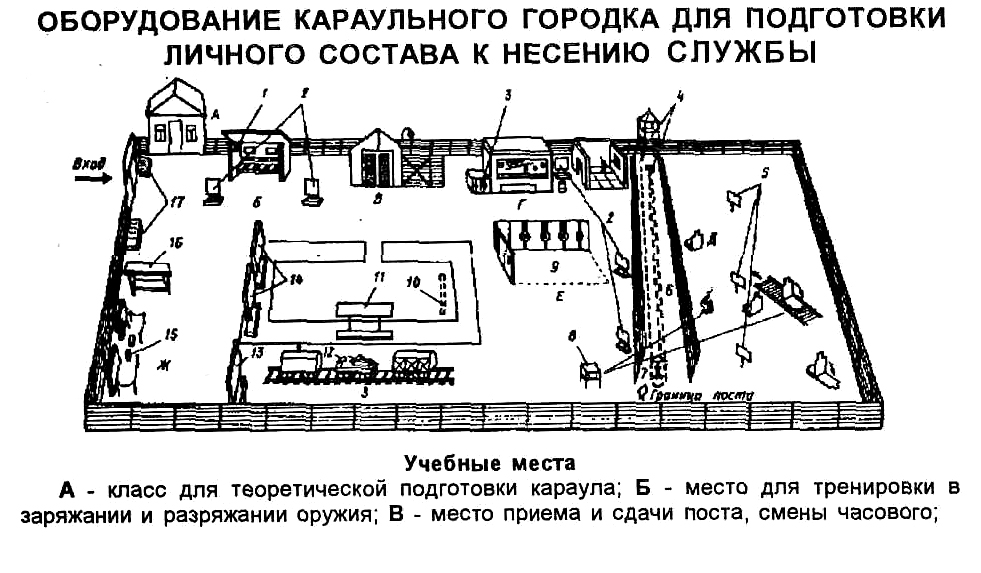 ОБОРУДОВАНИЕ КАРАУЛЬНОГО ГОРОДКА ДЛЯ ПОДГОТОВКИ
ЛИЧНОГО СОСТАВА К НЕСЕНИЮ СЛУЖБЫ
1 2 3 4
А
Вход
17 Б В Г 5
2 Д
16
14 11 10 9 6
Е
15 8
Ж 13 12 7
З
Граница поста
Учебные места
А - класс для теоретической подготовки караула; Б - место для тренировки в
заряжании и разряжании оружия; В - место приема и сдачи поста, смены часового;